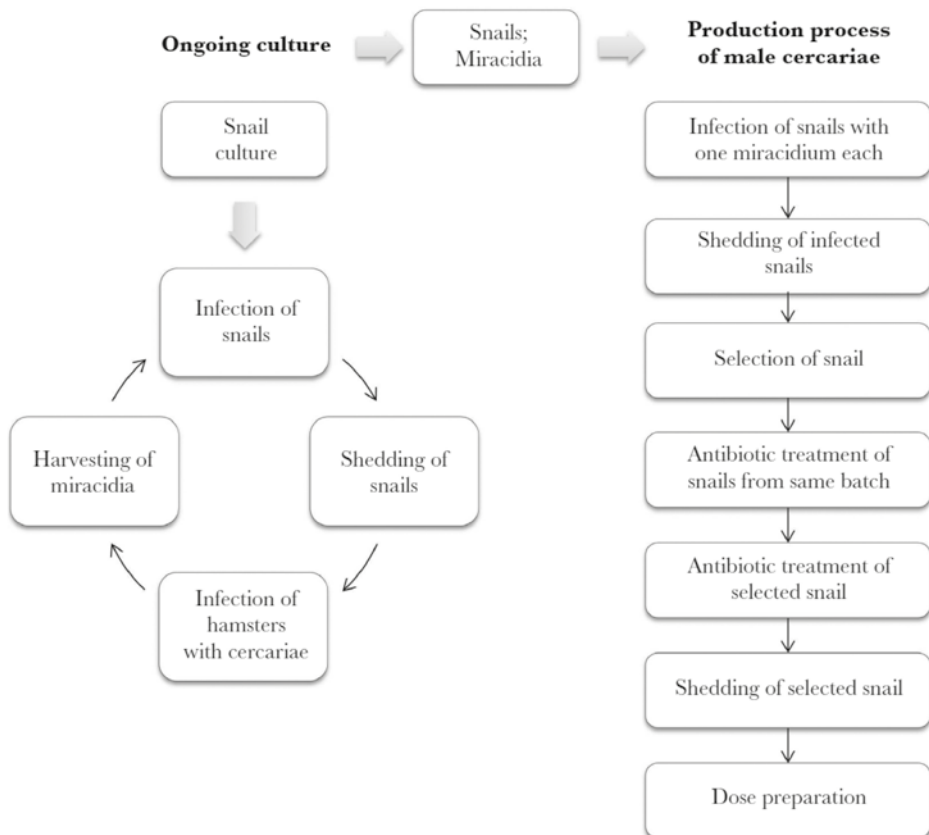 Ongoing culture
Snails;
Miracidia
Production process
of male cercariae
Snail
culture
Infection of
snails
Shedding of
snails
Infection of
hamsters
with cercariae
Harvesting of
miracidia
Infection of snails with
one miracidium each
Shedding of infected
snails
Selection of snail
Antibiotic treatment of
snails from same batch
Antibiotic treatment of
selected snail
Shedding of selected snail
Dose preparation